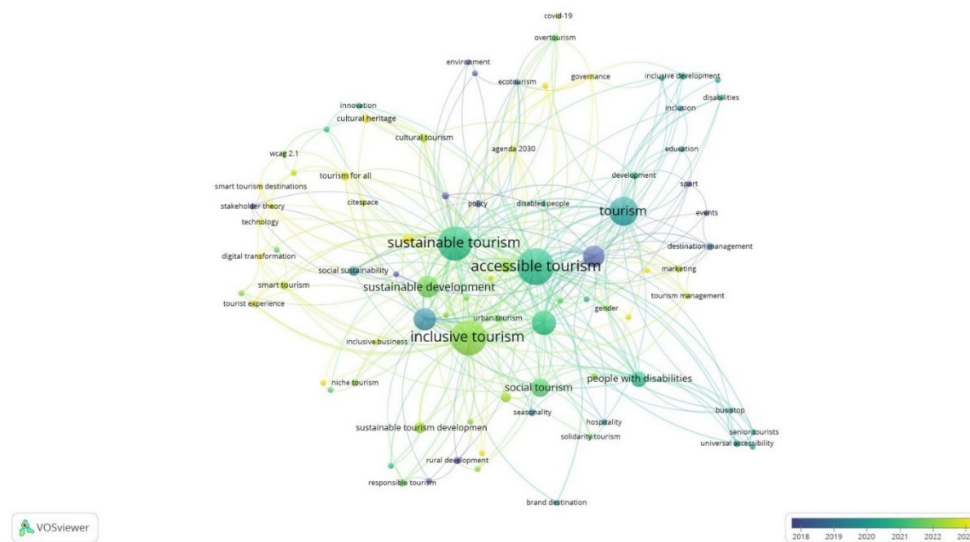 covid-19
overtourism
environment
ecotourism
governance
inclusive development
disabilities
innovation
cultural heritage
inclusion
cultural tourism
agenda 2030
education
wcag 2.1
tourism for all
development
smart tourism destinations
sport
stakeholder theory
citespace
policy
disabled people
tourism
events
technology
sustainable tourism
destination management
digital transformation
social sustainability
accessible tourism
marketing
smart tourism
sustainable development
tourist experience
tourism management
gender
urban tourism
inclusive tourism
inclusive business
niche tourism
social tourism
people with disabilities
seasonality
bus stop
hospitality
sustainable tourism developmen
solidarity tourism
senior tourists
universal accessibility
rural development
responsible tourism
brand destination
VOSviewer
2018 2019 2020 2021 2022